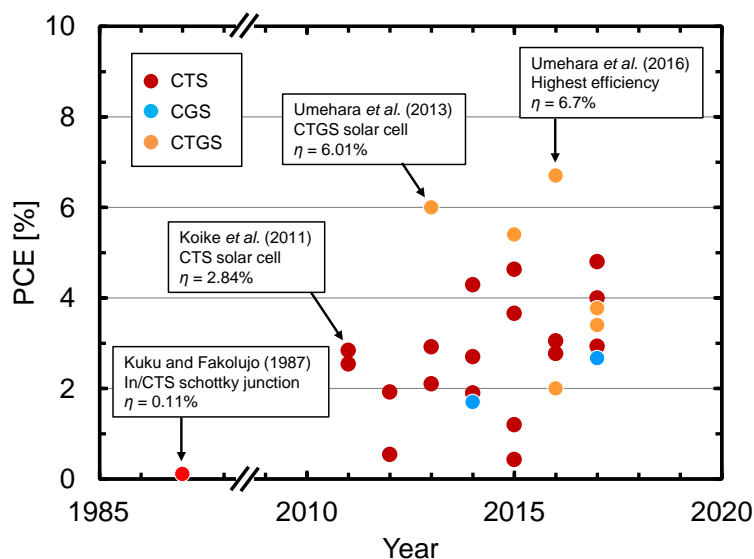 10
8
6
4
2
0
PCE [%]
CTS
CGS
CTGS
Umehara et al. (2016)
Highest efficiency
η = 6.7%
Umehara et al. (2013)
CTGS solar cell
η = 6.01%
Koike et al. (2011)
CTS solar cell
η = 2.84%
Kuku and Fakolujo (1987)
In/CTS schottky junction
η = 0.11%
1985 2010 2015 2020
Year